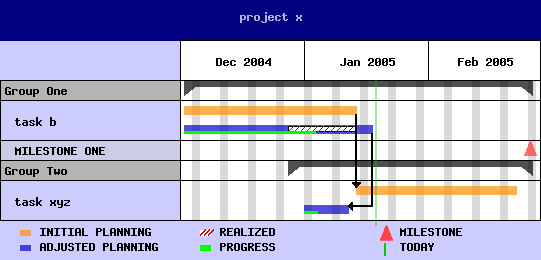 project x
Dec 2004 Jan 2005 Feb 2005
Group One
task b
MILESTONE ONE
Group Two
task xyz
INITIAL PLANNING REALIZED MILESTONE
ADJUSTED PLANNING PROGRESS TODAY